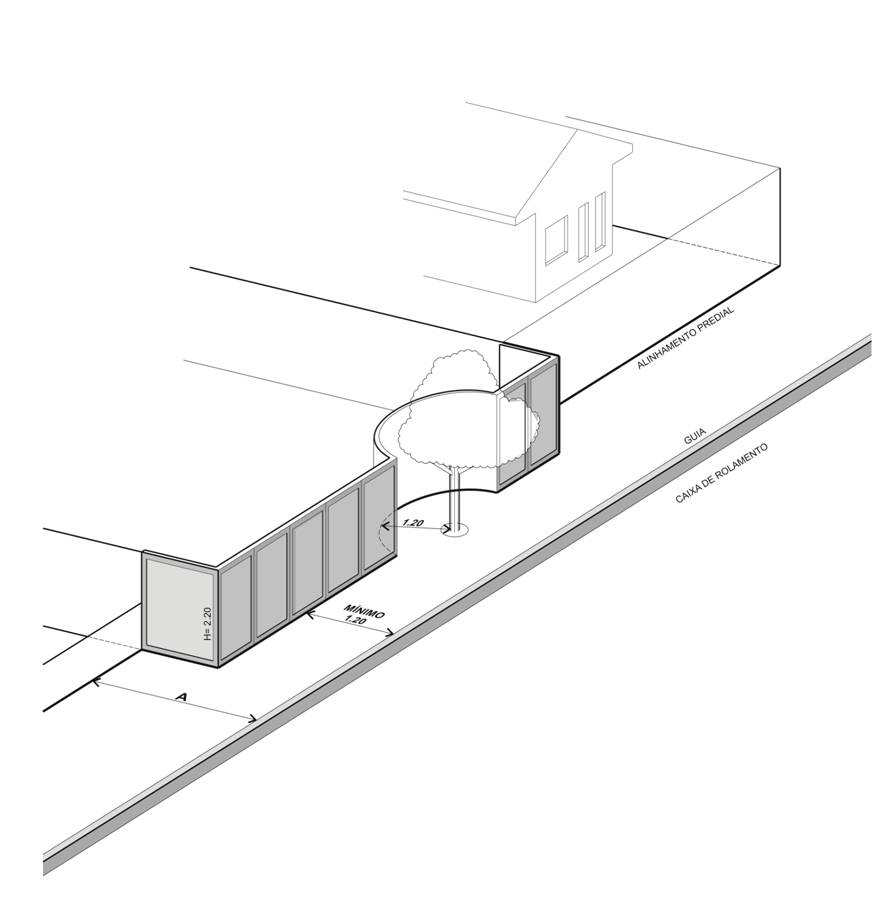 ALINHAMENTO PREDIAL
GUIA
CAIXA DE ROLAMENTO
1.20
H= 2.20
MÍNIMO
1.20
A